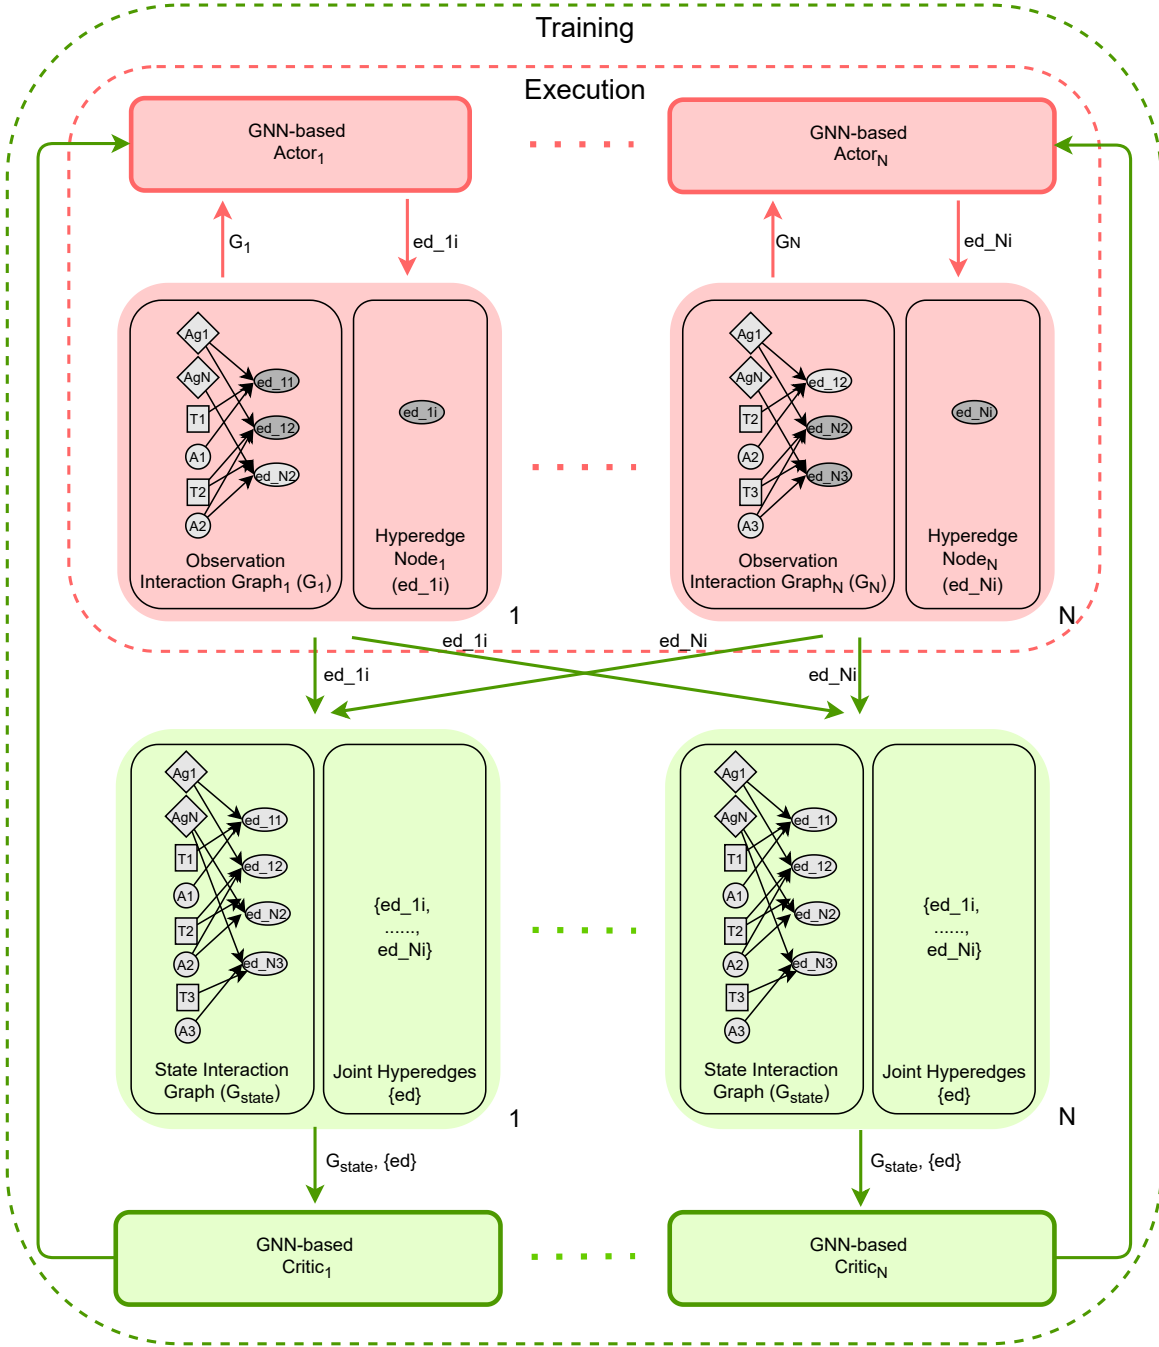 Training
Execution
GNN-based
Actor1
GNN-based
ActorN
G1
ed_1i
GN
ed_Ni
Ag1
AgN
T1
A1
T2
A2
ed_11
ed_12
ed_N2
Observation
Interaction Graph1 (G1)
ed_1i
Hyperedge
Node1
(ed_1i)
1
Ag1
AgN
T2
A2
T3
A3
ed_12
ed_N2
ed_N3
Observation
Interaction GraphN (GN)
ed_Ni
Hyperedge
NodeN
(ed_Ni)
N
ed_1i
ed_1i
ed_Ni
ed_Ni
Ag1
AgN
T1
A1
T2
A2
T3
A3
ed_11
ed_12
ed_N2
ed_N3
State Interaction
Graph (Gstate)
{ed_1i,
......,
ed_Ni}
Joint Hyperedges
{ed}
1
Ag1
AgN
T1
A1
T2
A2
T3
A3
ed_11
ed_12
ed_N2
ed_N3
State Interaction
Graph (Gstate)
{ed_1i,
......,
ed_Ni}
Joint Hyperedges
{ed}
N
Gstate, {ed}
Gstate, {ed}
GNN-based
Critic1
GNN-based
CriticN